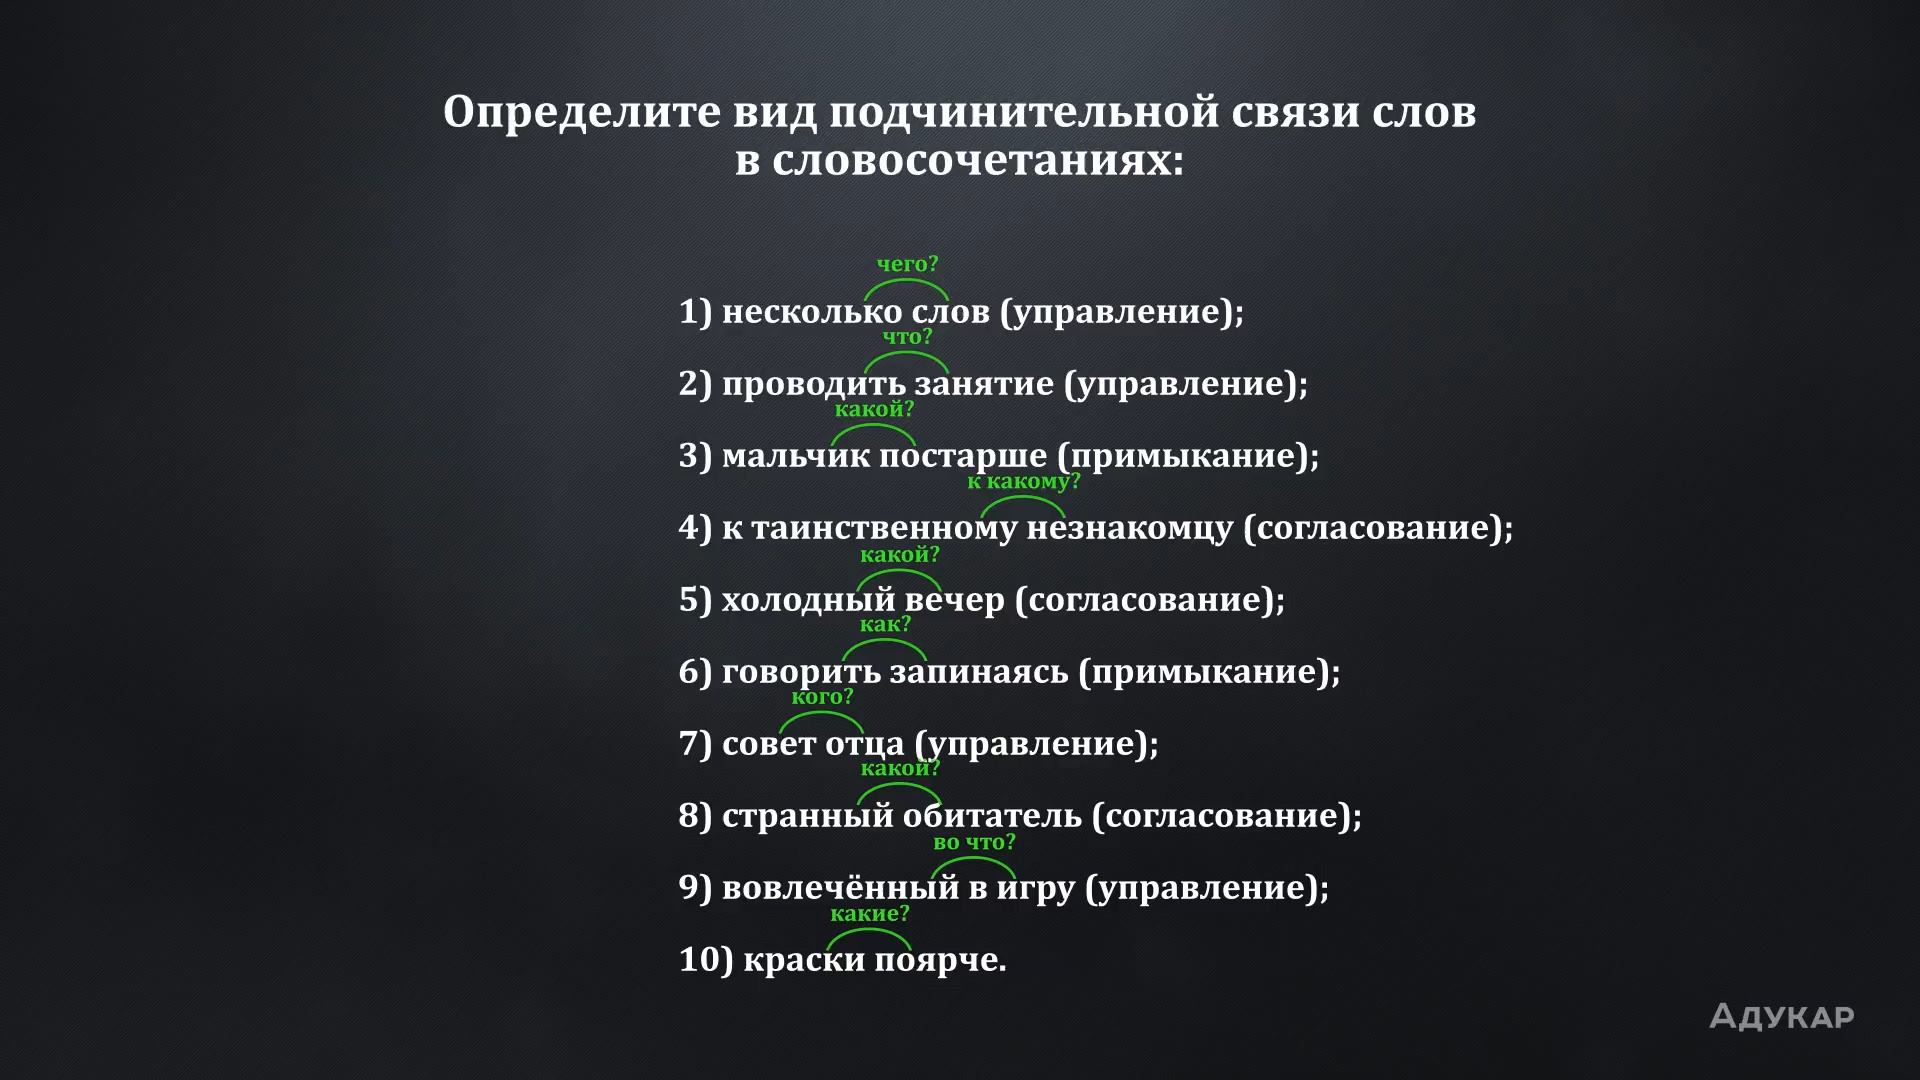 Определите вид подчинительной связи слов
в словосочетаниях:
чего?
1) несколько слов (управление);
что?
2) проводить занятие (управление);
какой?
3) мальчик постарше (примыкание);
к какому?
4) к таинственному незнакомцу (согласование);
какой?
5) холодный вечер (согласование);
как?
6) говорить запинаясь (примыкание);
кого?
7) совет отца (управление);
какой?
8) странный обитатель (согласование);
во что?
9) вовлечённый в игру (управление);
какие?
10) краски поярче.
Адукар